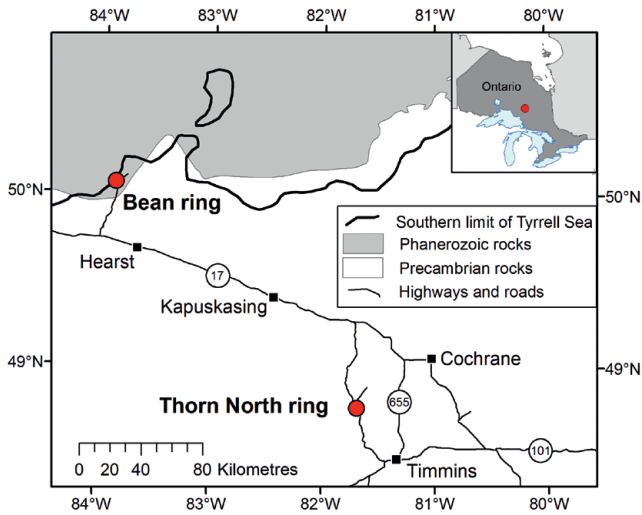 84°W 83°W 82°W 81°W 80°W
Ontario
50°N
50°N
Bean ring
Southern limit of Tyrrell Sea
Phanerozoic rocks
Precambrian rocks
Highways and roads
Hearst
17
Kapuskasing
49°N
49°N
Cochrane
Thorn North ring
655
101
0 20 40 80 Kilometres
Timmins
84°W 83°W 82°W 81°W 80°W